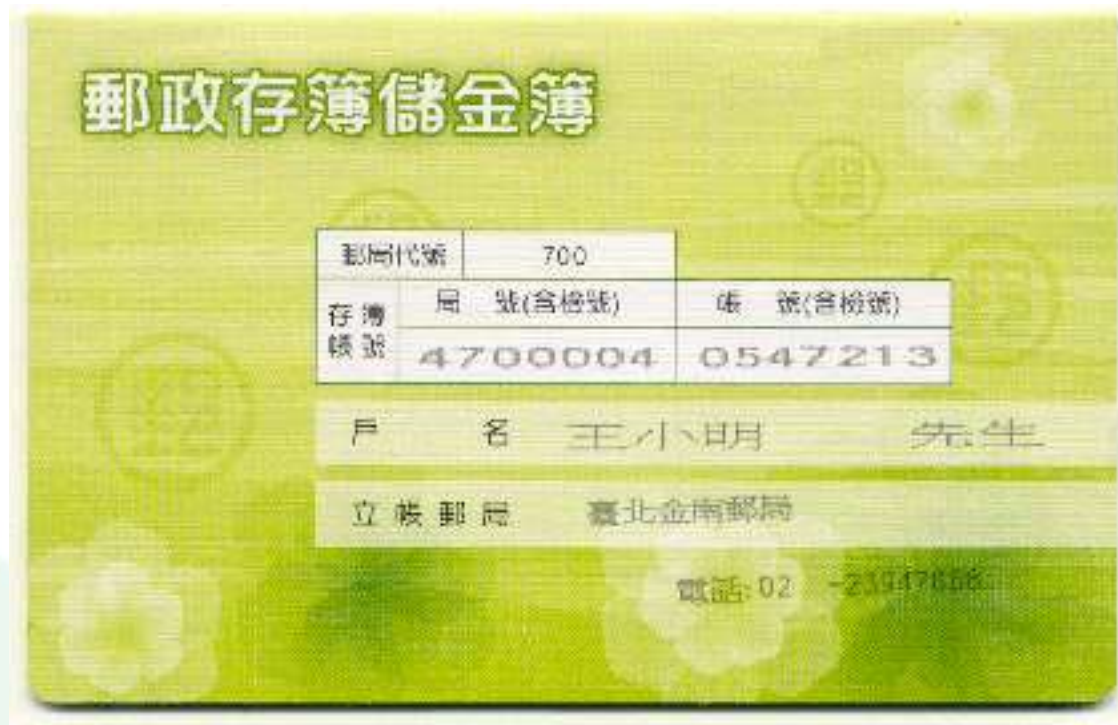 郵政存簿儲金簿
郵局代號 700
存簿帳號 局 號(含檢號) 帳 號(含檢號)
4700004 0547213
戶 名 王小明 先生
立帳郵局 臺北金南郵局
電話:02